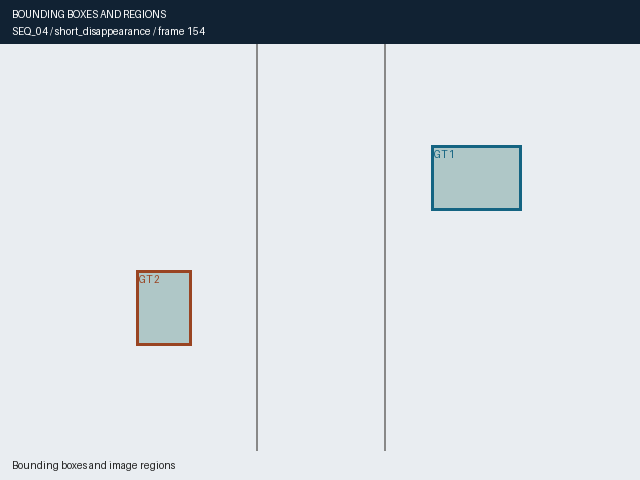 BOUNDING BOXES AND REGIONS
SEQ_04 / short_disappearance / frame 154
GT1
GT2
Bounding boxes and image regions